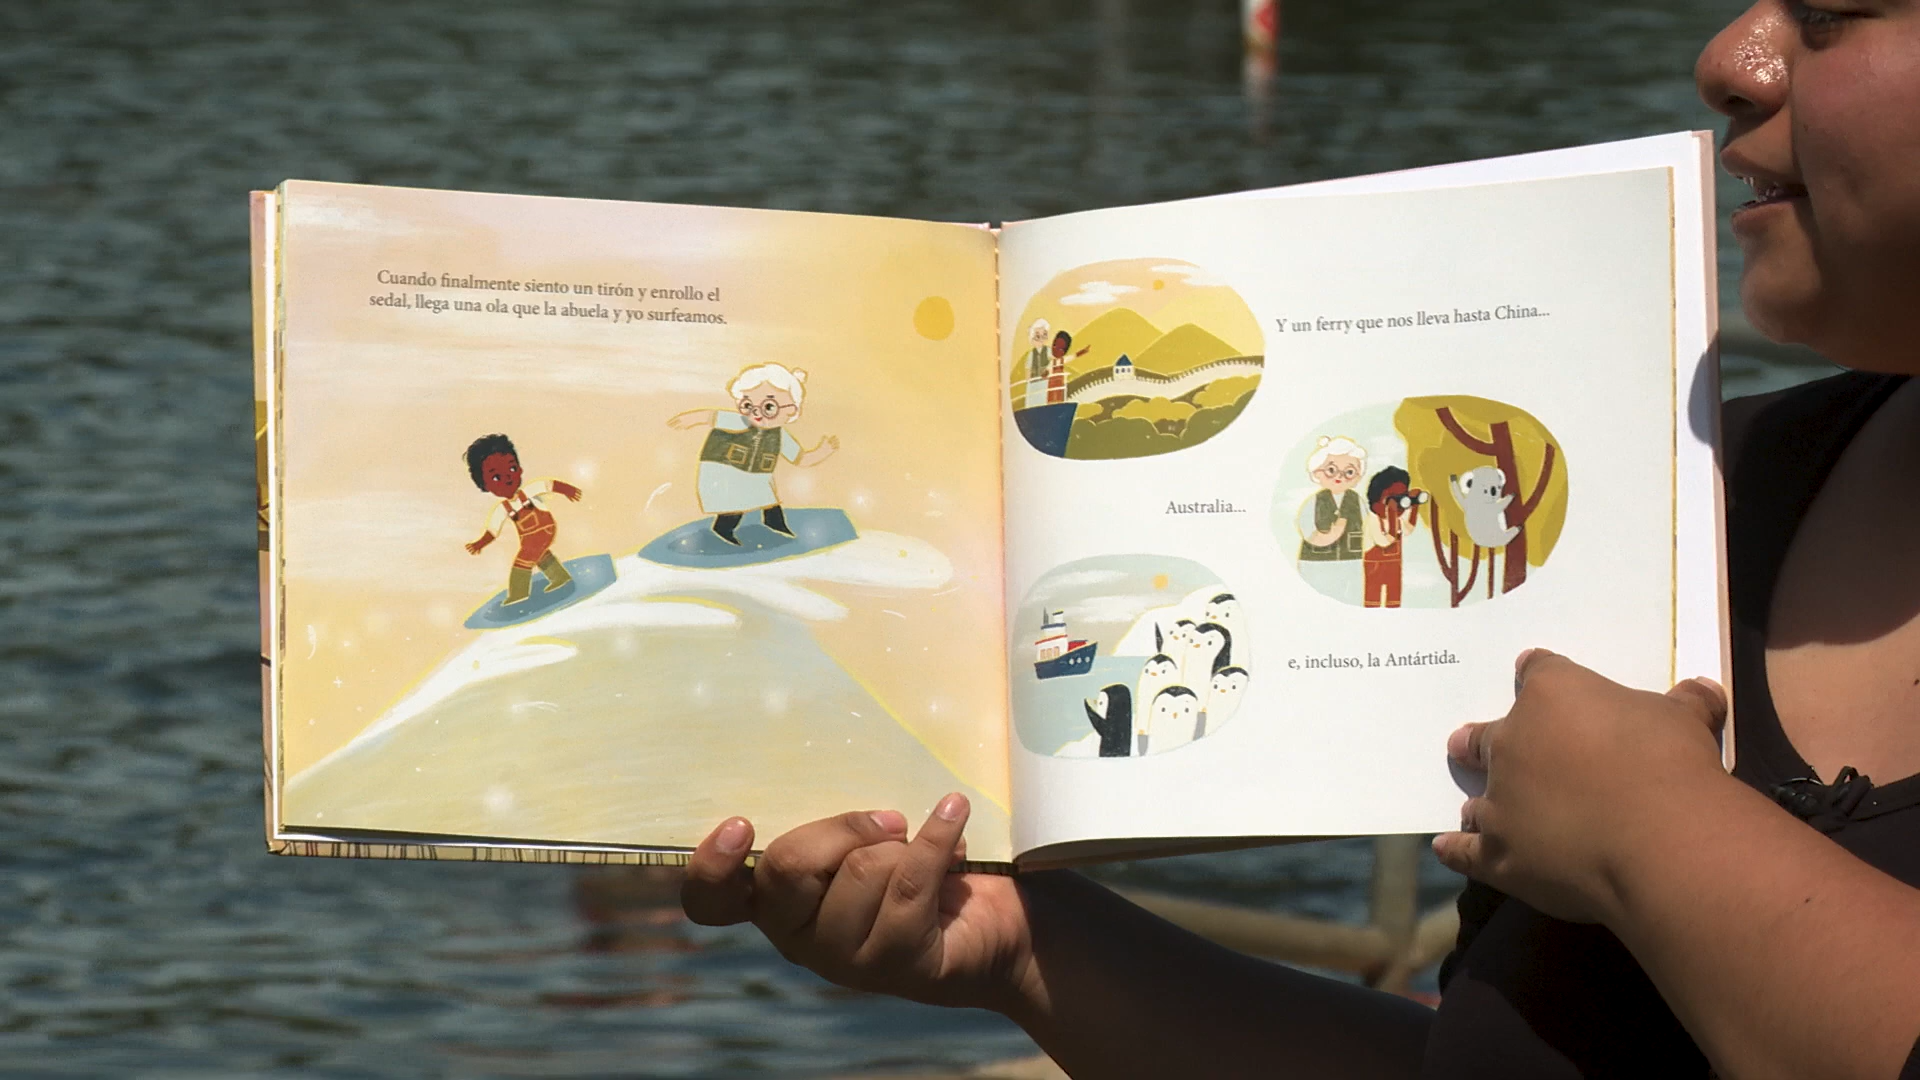 Cuando finalmente siento un tirón y enrollo el
sedal, llega una ola que la abuela y yo surfeamos.
Y un ferry que nos lleva hasta China...
Australia...
e, incluso, la Antártida.